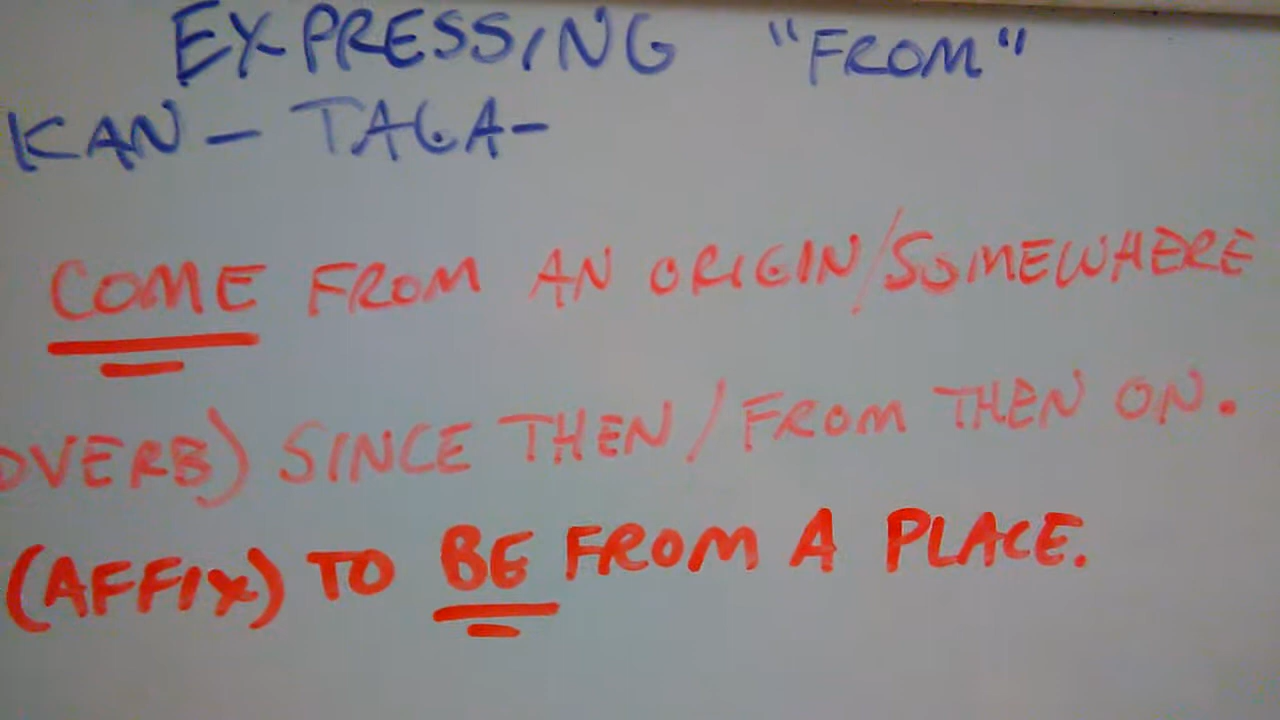 EXPRESSING "FROM"
KAN - TAGA-
COME FROM AN ORIGIN/SOMEWHERE
DVERB) SINCE THEN / FROM THEN ON.
(AFFIX) TO BE FROM A PLACE.